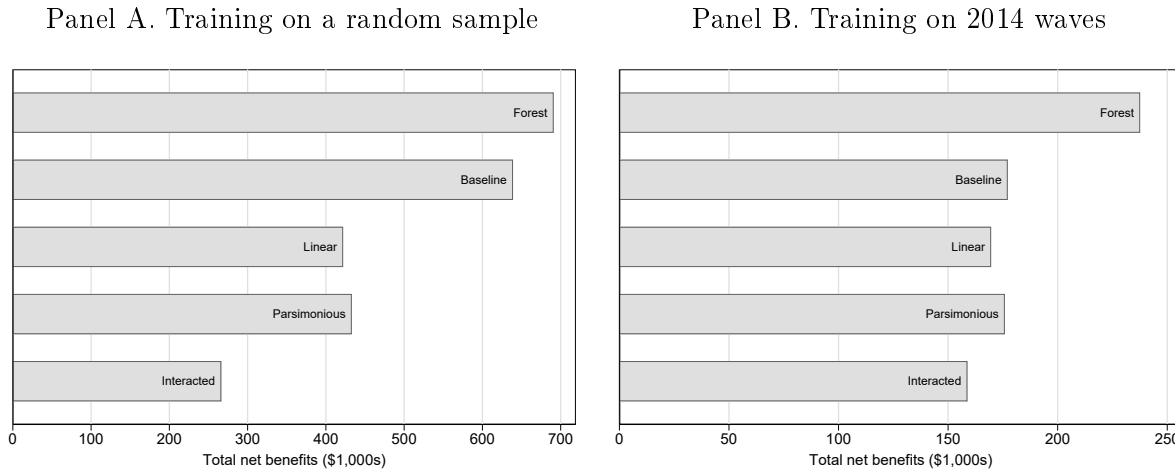 Panel A. Training on a random sample
Forest
Baseline
Linear
Parsimonious
Interacted
0 100 200 300 400 500 600 700
Total net benefits ($1,000s)
Panel B. Training on 2014 waves
Forest
Baseline
Linear
Parsimonious
Interacted
0 50 100 150 200 250
Total net benefits ($1,000s)